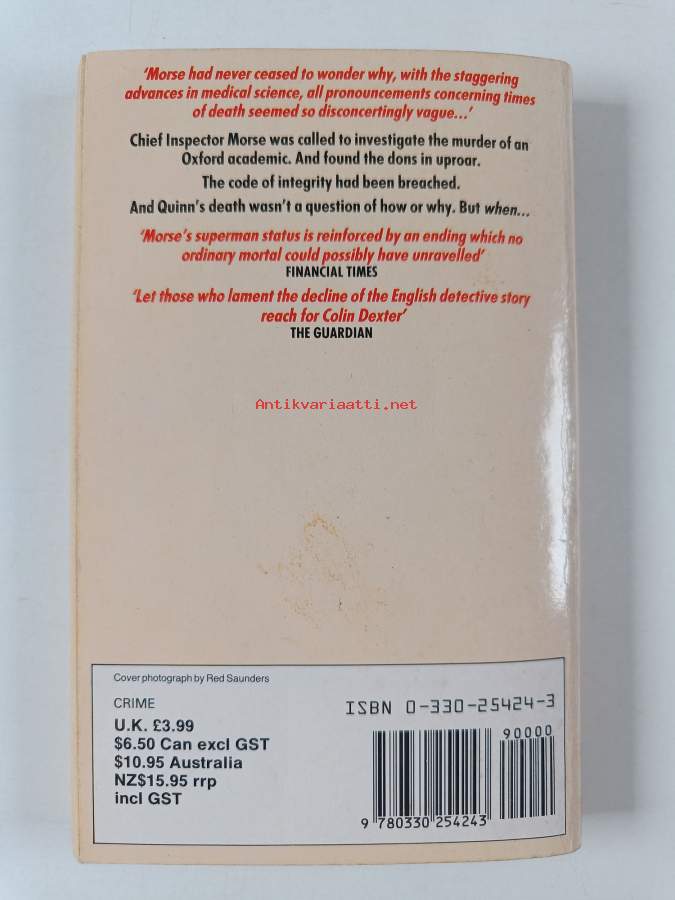 ‘Morse had never ceased to wonder why, with the staggering
advances in medical science, all pronouncements concerning times
of death seemed so disconcertingly vague...’
Chief Inspector Morse was called to investigate the murder of an
Oxford academic. And found the dons in uproar.
The code of integrity had been breached.
And Quinn’s death wasn’t a question of how or why. But when...
‘Morse’s superman status is reinforced by an ending which no
ordinary mortal could possibly have unravelled’
FINANCIAL TIMES
‘Let those who lament the decline of the English detective story
reach for Colin Dexter’
THE GUARDIAN
Antikvariaatti.net
Cover photograph by Red Saunders
CRIME
U.K. £3.99
$6.50 Can excl GST
$10.95 Australia
NZ$15.95 rrp
incl GST
ISBN 0-330-25424-3
90000
9 780330 254243